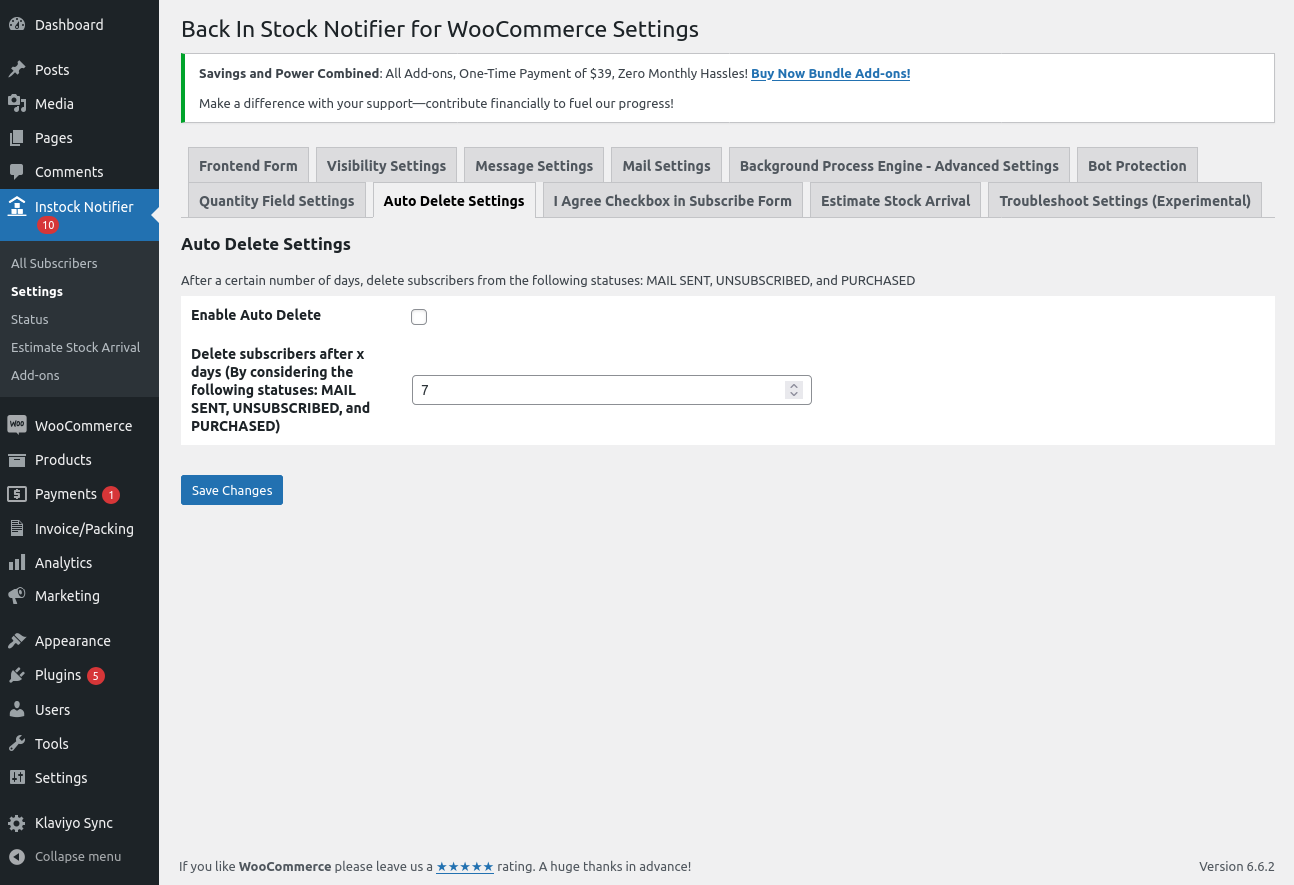 Dashboard
Posts
Media
Pages
Comments
Instock Notifier
10
All Subscribers
Settings
Status
Estimate Stock Arrival
Add-ons
WooCommerce
Products
Payments 1
Invoice/Packing
Analytics
Marketing
Appearance
Plugins 5
Users
Tools
Settings
Klaviyo Sync
Collapse menu
Back In Stock Notifier for WooCommerce Settings
Savings and Power Combined: All Add-ons, One-Time Payment of $39, Zero Monthly Hassles! Buy Now Bundle Add-ons!
Make a difference with your support—contribute financially to fuel our progress!
Frontend Form Visibility Settings Message Settings Mail Settings Background Process Engine - Advanced Settings Bot Protection
Quantity Field Settings Auto Delete Settings I Agree Checkbox in Subscribe Form Estimate Stock Arrival Troubleshoot Settings (Experimental)
Auto Delete Settings
After a certain number of days, delete subscribers from the following statuses: MAIL SENT, UNSUBSCRIBED, and PURCHASED
Enable Auto Delete
Delete subscribers after x
days (By considering the
following statuses: MAIL
SENT, UNSUBSCRIBED, and
PURCHASED)
7
Save Changes
If you like WooCommerce please leave us a ★★★★★ rating. A huge thanks in advance!
Version 6.6.2